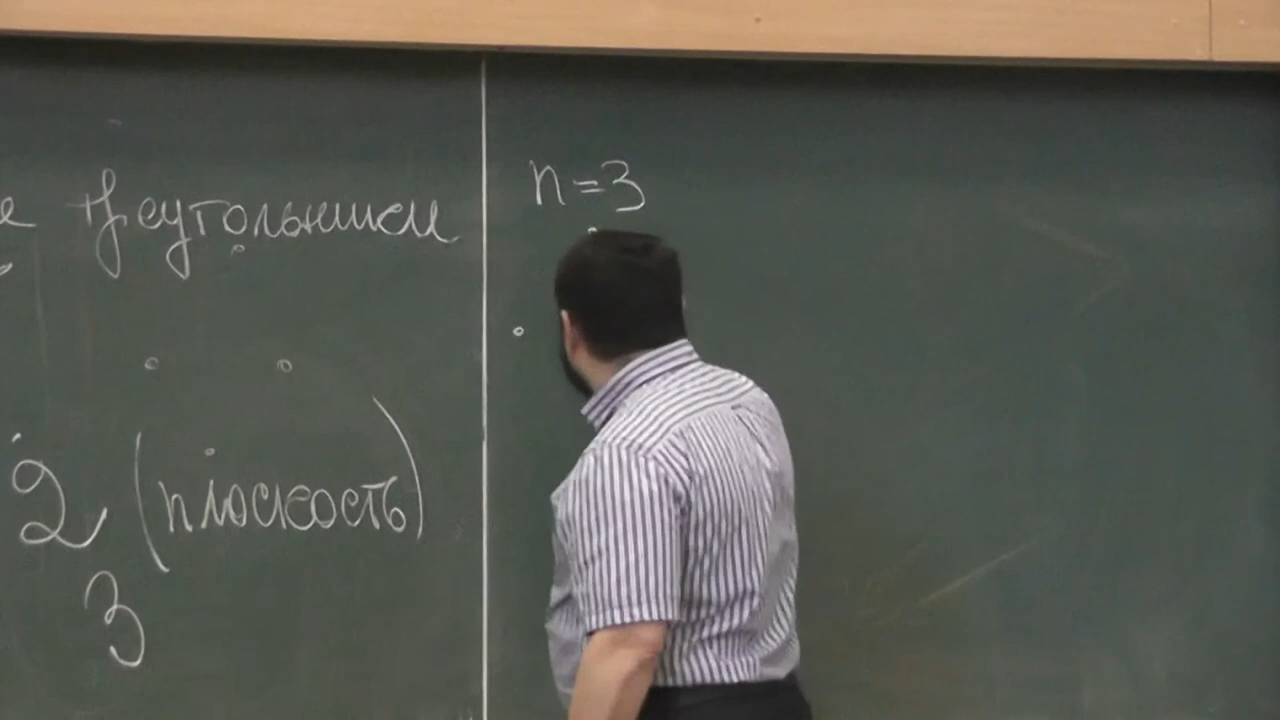 треугольники
2 (плоскость)
3
n=3